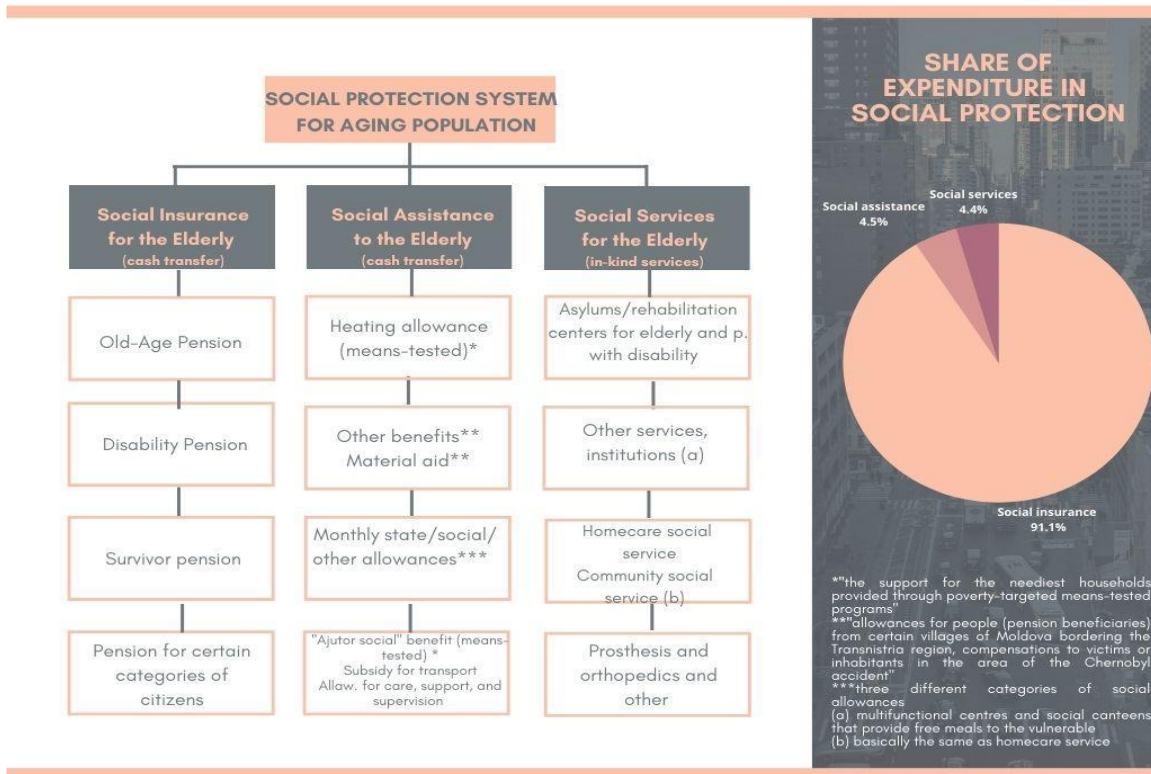 SOCIAL PROTECTION SYSTEM
FOR AGING POPULATION
Social Insurance
for the Elderly
(cash transfer)
Old-Age Pension
Disability Pension
Survivor pension
Pension for certain
categories of
citizens
Social Assistance
to the Elderly
(cash transfer)
Heating allowance
(means-tested)*
Other benefits**
Material aid**
Monthly state/social/
other allowances***
"Ajutor social" benefit (means-
tested) *
Subsidy for transport
Allaw. for care, support, and
supervision
Social Services
for the Elderly
(in-kind services)
Asylums/rehabilitation
centers for elderly and p.
with disability
Other services,
institutions (a)
Homecare social
service
Community social
service (b)
Prosthesis and
orthopedics and
other
SHARE OF
EXPENDITURE IN
SOCIAL PROTECTION
Social services
4.4%
Social assistance
4.5%
Social insurance
91.1%
*"the support for the neediest households
provided through poverty-targeted means-tested
programs"
**"allowances for people (pension beneficiaries)
from certain villages of Moldova bordering the
Transnistria region, compensations to victims or
inhabitants in the area of the Chernobyl
accident"
***three different categories of social
allowances
(a) multifunctional centres and social canteens
that provide free meals to the vulnerable
(b) basically the same as homecare service